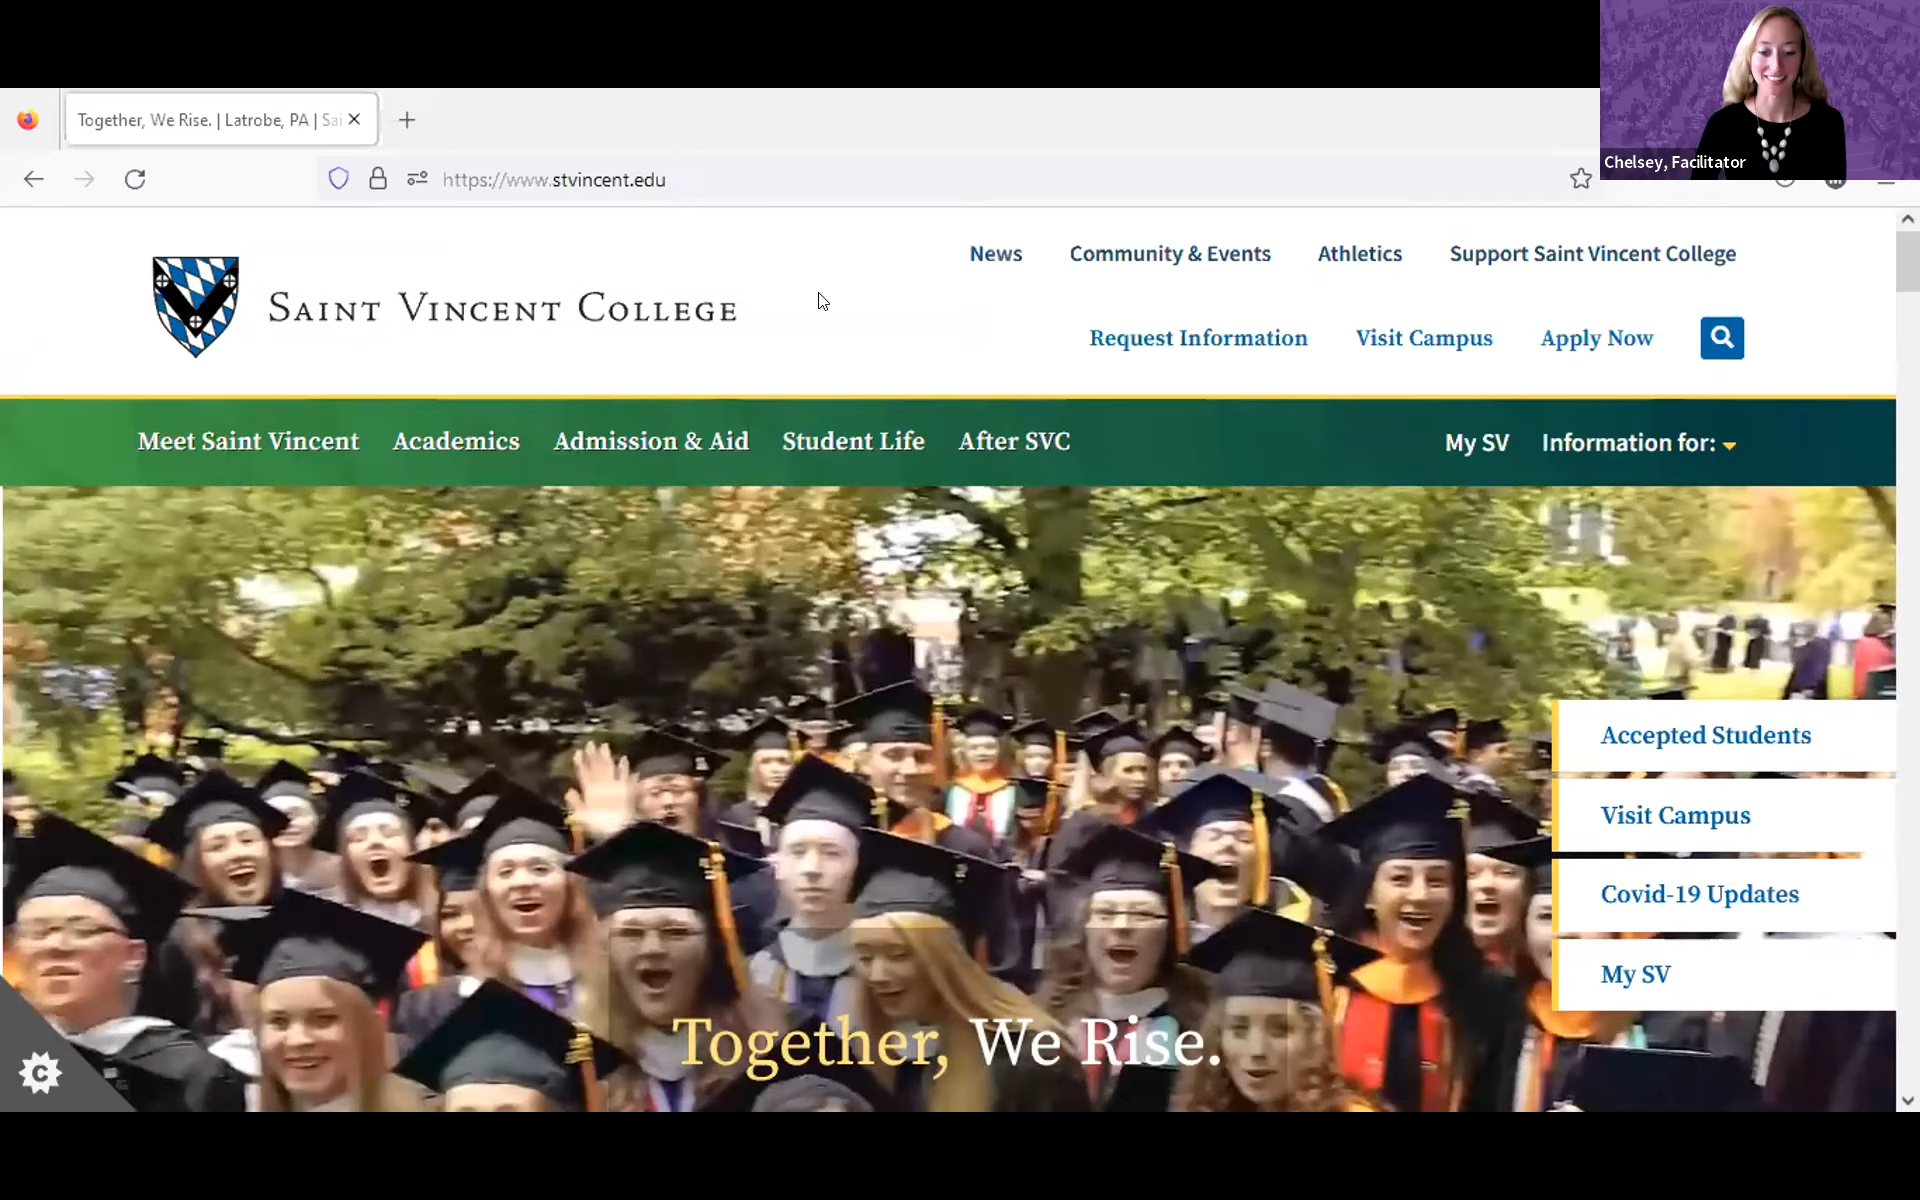 Together, We Rise. | Latrobe, PA | Sai
Chelsey, Facilitator
https://www.stvincent.edu
News Community & Events Athletics Support Saint Vincent College
SAINT VINCENT COLLEGE
Request Information Visit Campus Apply Now
Meet Saint Vincent Academics Admission & Aid Student Life After SVC My SV Information for:
Accepted Students
Visit Campus
Covid-19 Updates
My SV
Together, We Rise.
C